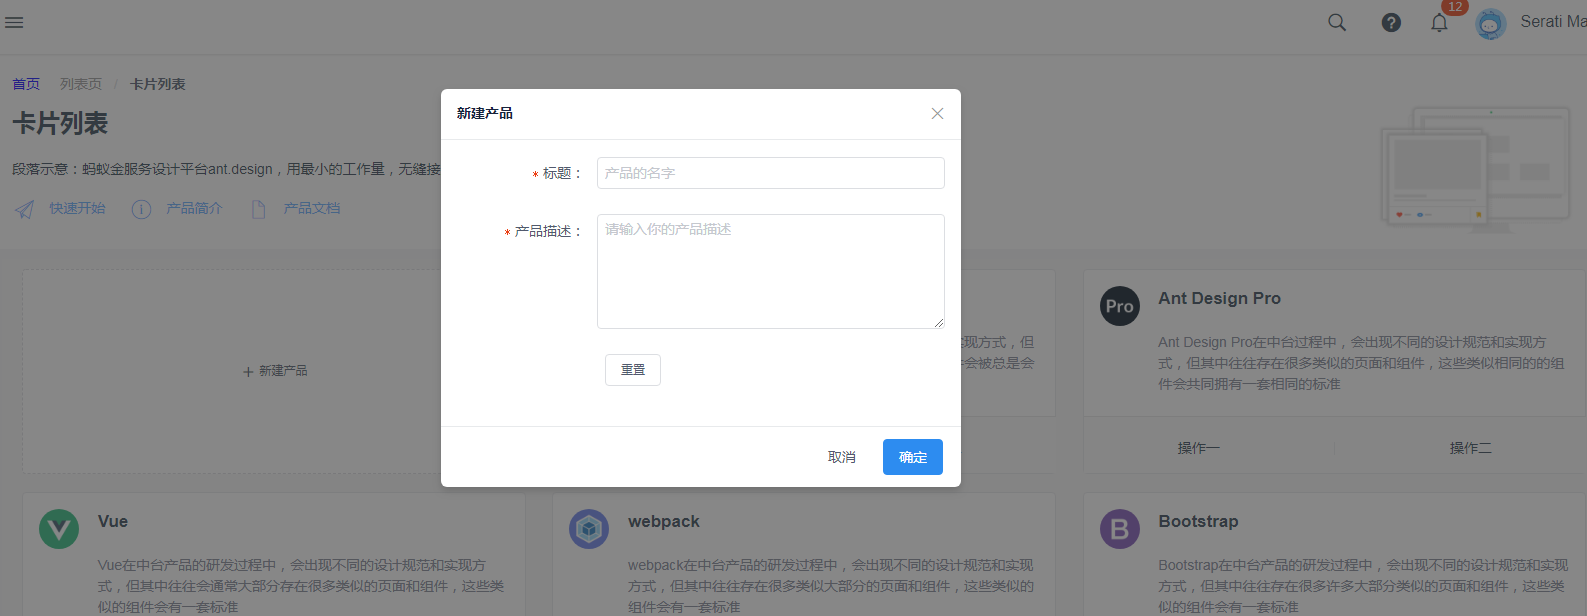 12
Serati Ma
首页 列表页 / 卡片列表
卡片列表
段落示意：蚂蚁金服务设计平台ant.design，用最小的工作量，无缝接
快速开始 产品简介 产品文档
新建产品
* 标题：
产品的名字
* 产品描述：
请输入你的产品描述
重置
取消 确定
+ 新建产品
实现方式，但
件会被总是会
Pro
Ant Design Pro
Ant Design Pro在中台过程中，会出现不同的设计规范和实现方
式，但其中往往存在很多类似的页面和组件，这些类似相同的的组
件会共同拥有一套相同的标准
操作一 操作二
Vue
Vue在中台产品的研发过程中，会出现不同的设计规范和实现方
式，但其中往往会通常大部分存在很多类似的页面和组件，这些类
似的组件会有一套标准
webpack
webpack在中台产品的研发过程中，会出现不同的设计规范和实现
方式，但其中往往存在很多类似大部分的页面和组件，这些类似的
组件会有一套标准
B
Bootstrap
Bootstrap在中台产品的研发过程中，会出现不同的设计规范和实现
方式，但其中往往存在很多许多大部分类似的页面和组件，这些类
似的组件会有一套标准